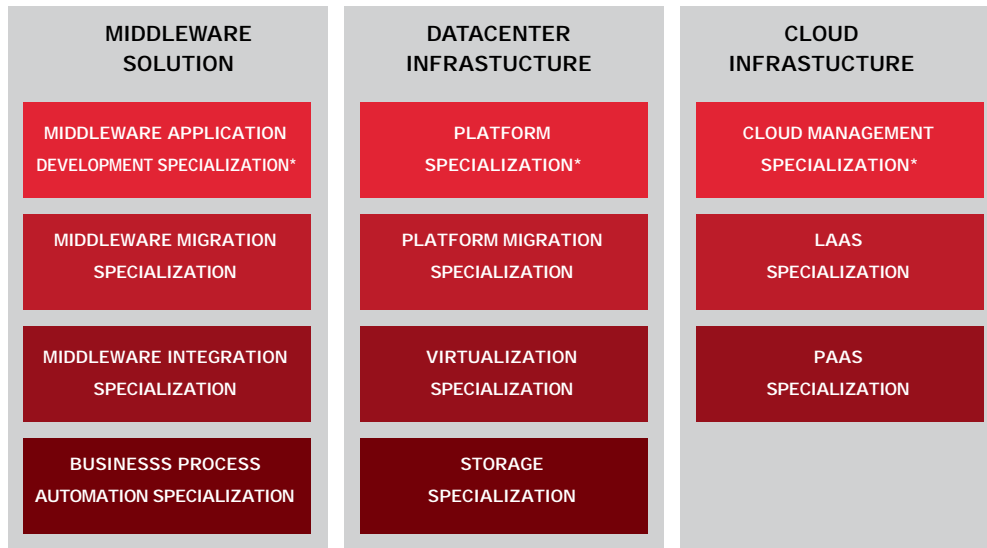 MIDDLEWARE
SOLUTION
MIDDLEWARE APPLICATION
DEVELOPMENT SPECIALIZATION*
MIDDLEWARE MIGRATION
SPECIALIZATION
MIDDLEWARE INTEGRATION
SPECIALIZATION
BUSINESSS PROCESS
AUTOMATION SPECIALIZATION
DATACENTER
INFRASTUCTURE
PLATFORM
SPECIALIZATION*
PLATFORM MIGRATION
SPECIALIZATION
VIRTUALIZATION
SPECIALIZATION
STORAGE
SPECIALIZATION
CLOUD
INFRASTUCTURE
CLOUD MANAGEMENT
SPECIALIZATION*
LAAS
SPECIALIZATION
PAAS
SPECIALIZATION